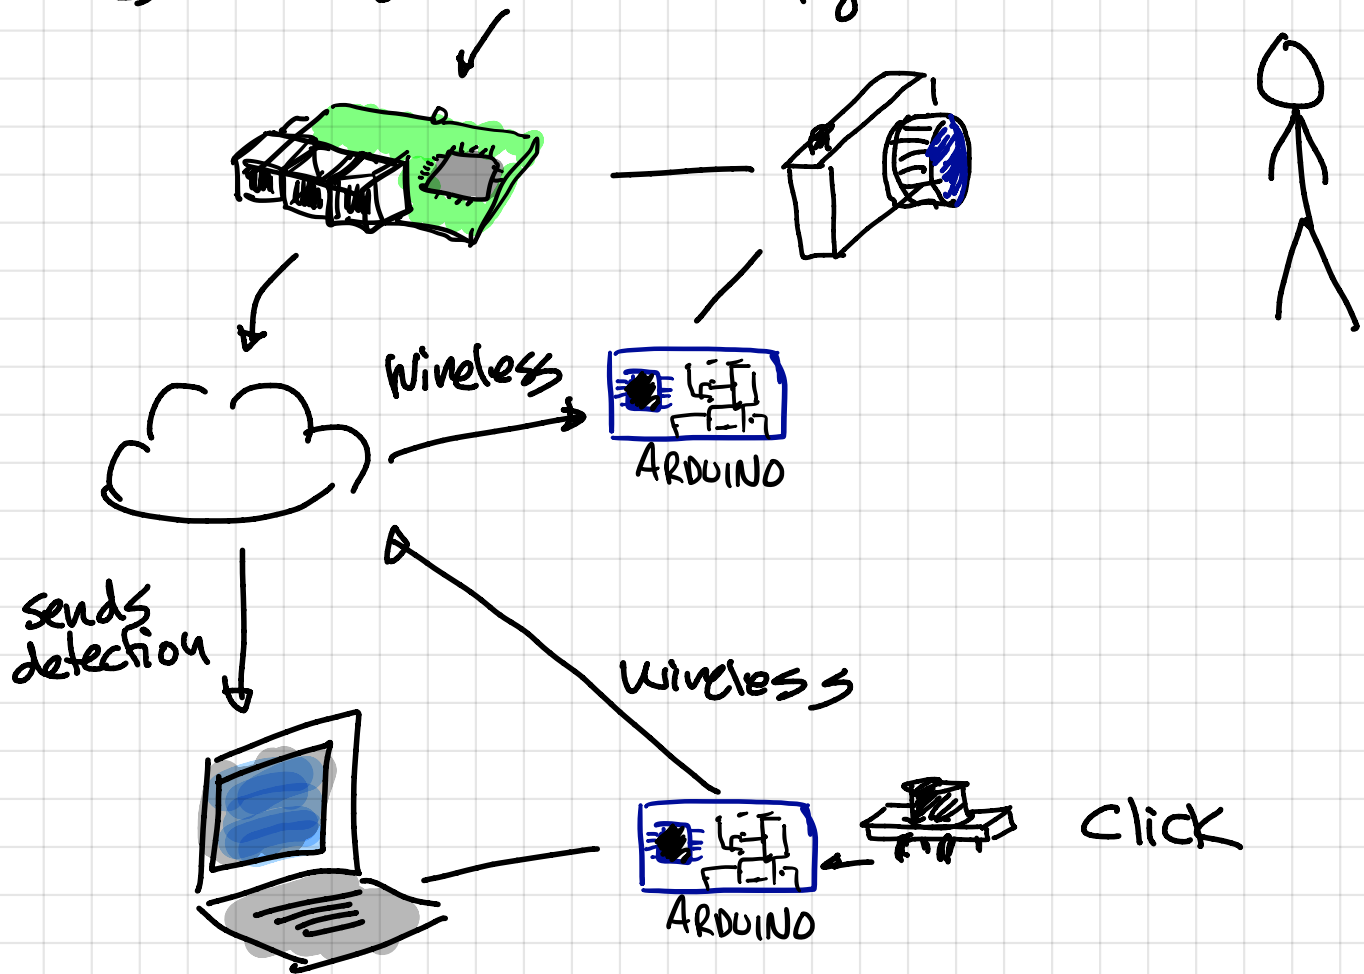 Wireless
ARDUINO
sends
detection
wireless
Click
ARDUINO